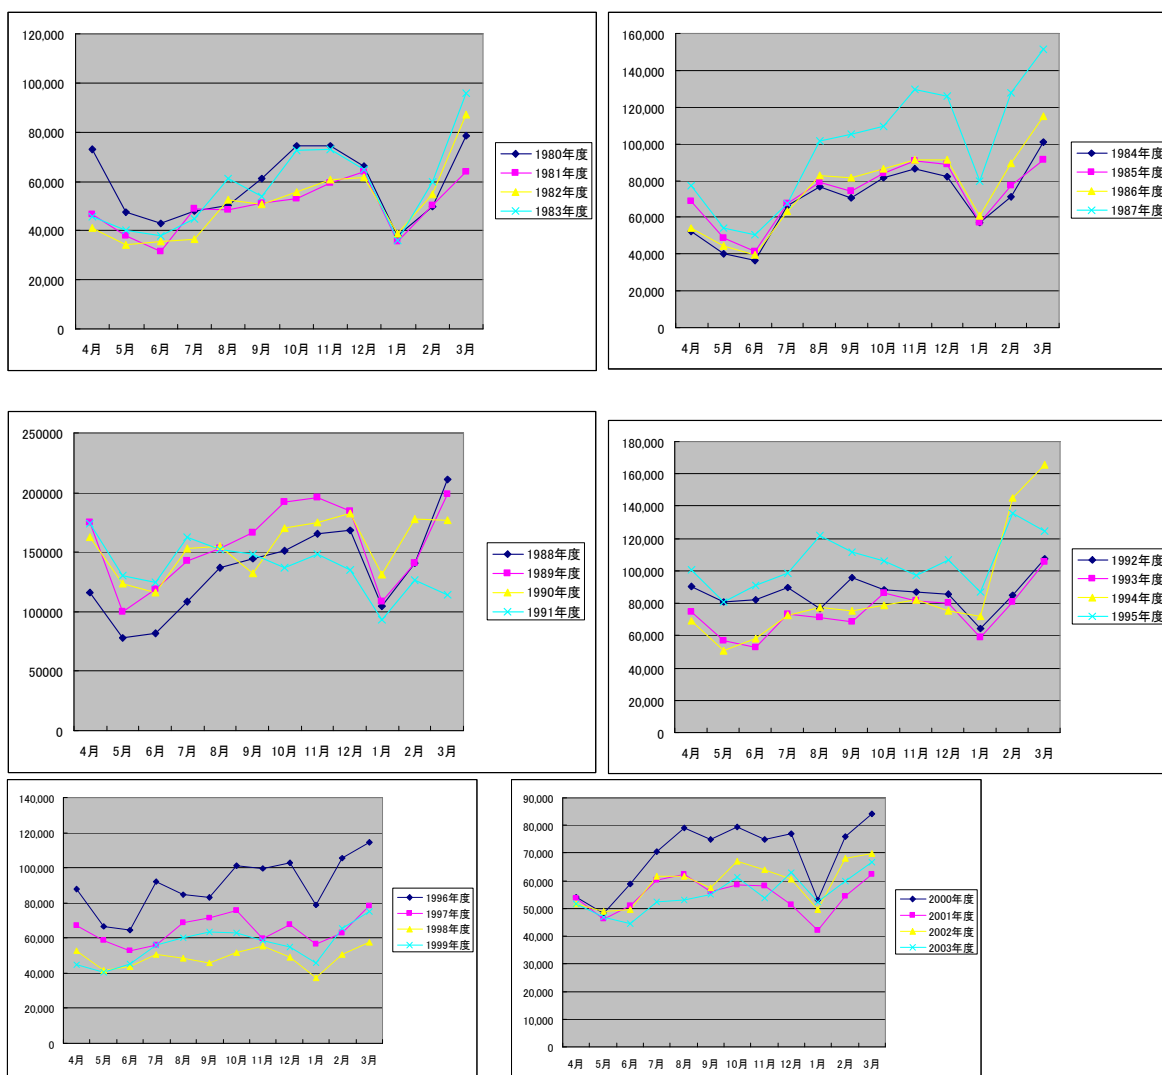 120,000
100,000
80,000
60,000
40,000
20,000
0
4月 5月 6月 7月 8月 9月 10月 11月 12月 1月 2月 3月
1980年度
1981年度
1982年度
1983年度
160,000
140,000
120,000
100,000
80,000
60,000
40,000
20,000
0
4月 5月 6月 7月 8月 9月 10月 11月 12月 1月 2月 3月
1984年度
1985年度
1986年度
1987年度
250000
200000
150000
100000
50000
0
4月 5月 6月 7月 8月 9月 10月 11月 12月 1月 2月 3月
1988年度
1989年度
1990年度
1991年度
180,000
160,000
140,000
120,000
100,000
80,000
60,000
40,000
20,000
0
4月 5月 6月 7月 8月 9月 10月 11月 12月 1月 2月 3月
1992年度
1993年度
1994年度
1995年度
140,000
120,000
100,000
80,000
60,000
40,000
20,000
0
4月 5月 6月 7月 8月 9月 10月 11月 12月 1月 2月 3月
1996年度
1997年度
1998年度
1999年度
90,000
80,000
70,000
60,000
50,000
40,000
30,000
20,000
10,000
0
4月 5月 6月 7月 8月 9月 10月 11月 12月 1月 2月 3月
2000年度
2001年度
2002年度
2003年度